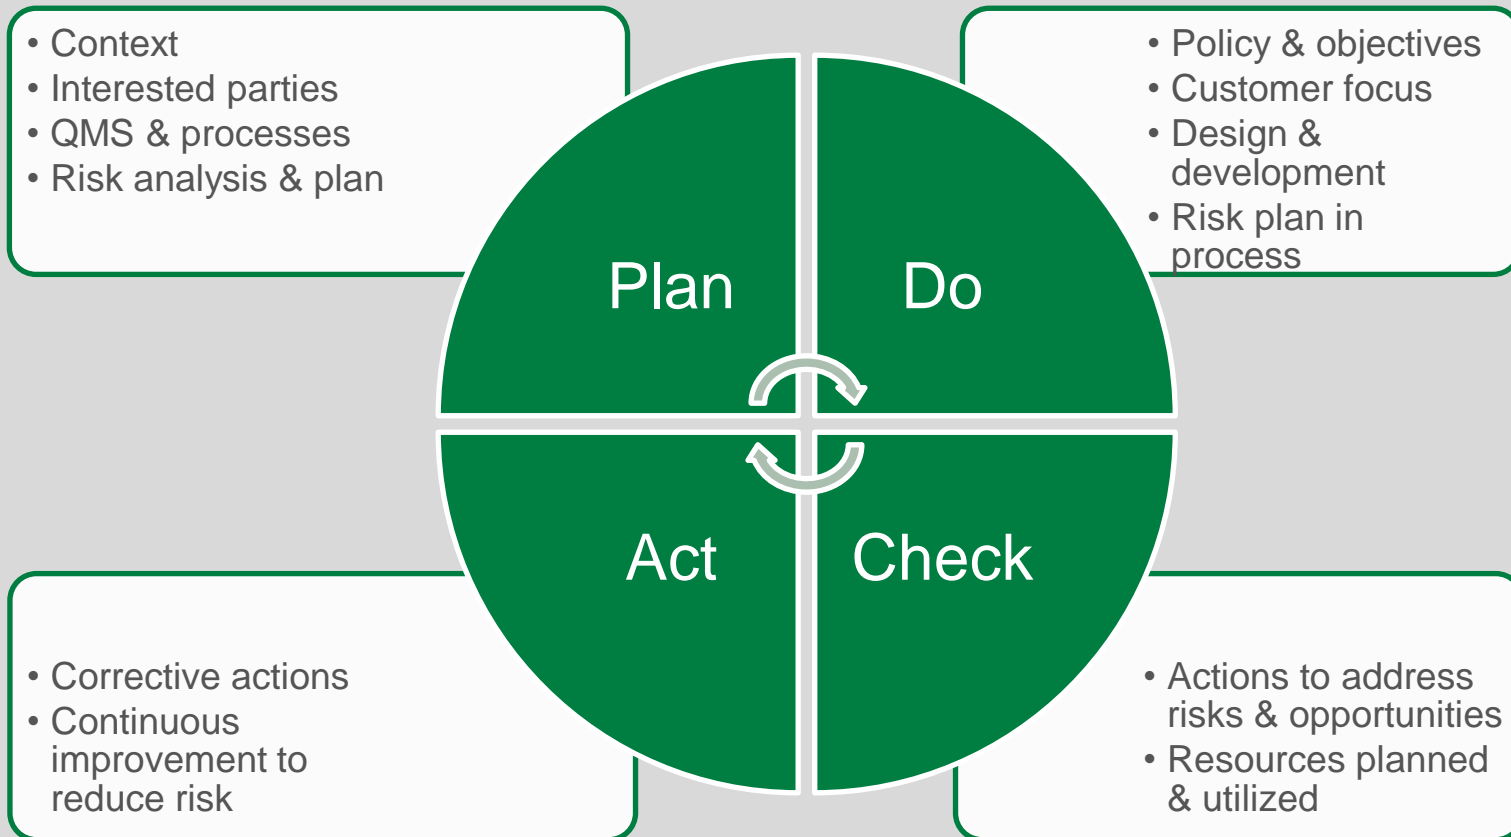 • Context
• Interested parties
• QMS & processes
• Risk analysis & plan
• Policy & objectives
• Customer focus
• Design &
development
• Risk plan in
process
Plan
Do
Act
Check
• Corrective actions
• Continuous
improvement to
reduce risk
• Actions to address
risks & opportunities
• Resources planned
& utilized